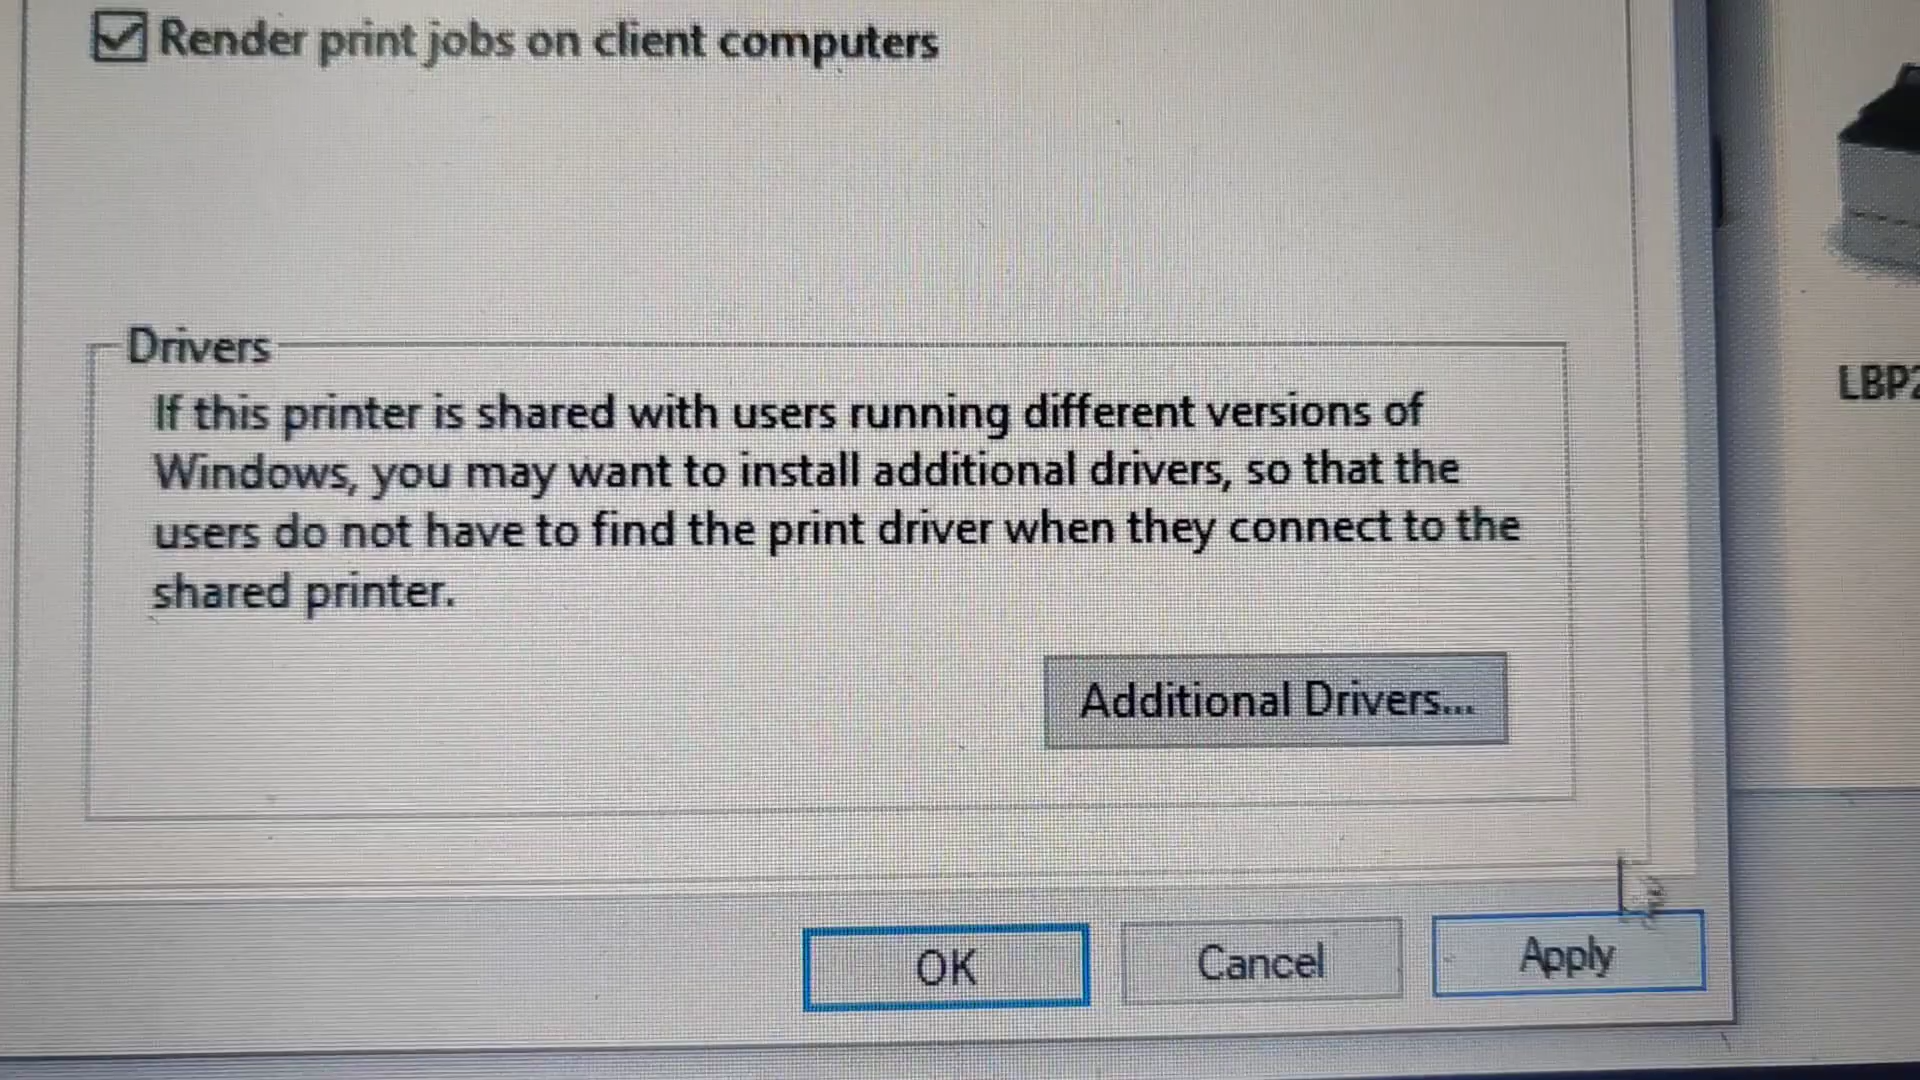 Render print jobs on client computers
Drivers
If this printer is shared with users running different versions of
Windows, you may want to install additional drivers, so that the
users do not have to find the print driver when they connect to the
shared printer.
Additional Drivers...
LBP2
OK
Cancel
Apply